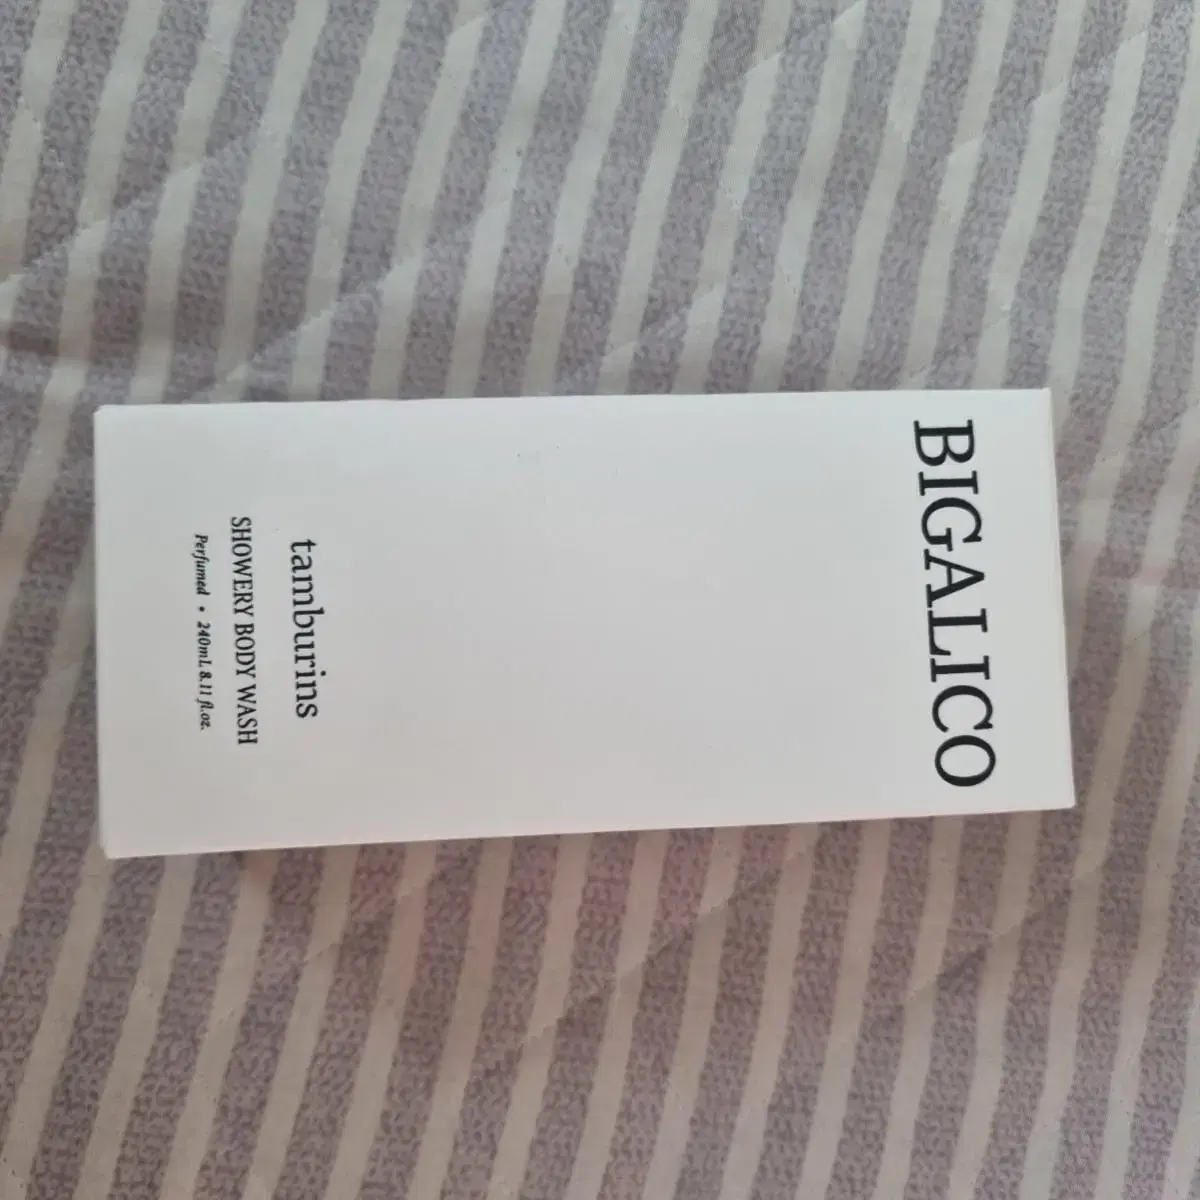 BIGALICO
tamburins
SHOWERY BODY WASH
Perfumed • 240mL 8.11 fl.oz.